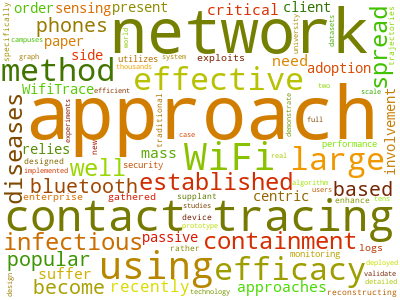 order sensing present critical client
phones network
campuses paper side utilizes exploits need adoption
specifically world
university datasets trajectories
method effective spread
graph thousands system
WifiTrace efficient traditional demonstrate two scale
approach full
involvement
diseases relies experiments designed mass WiFi large performance
implemented new case security real
well
bluetooth established based
enterprise gathered studies supplant algorithm users enhance tens
device centric
contact tracing
prototype deployed
infectious passive rather containment logs
popular using efficacy monitoring validate
suffer detailed
design become recently approaches reconstructing
technology